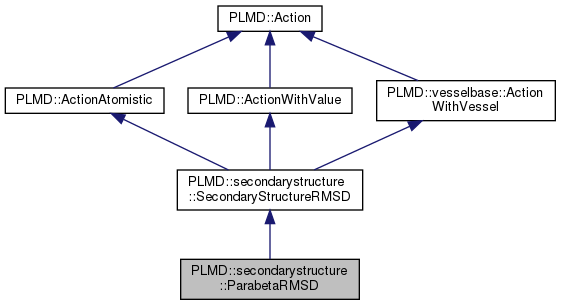 PLMD::Action
PLMD::ActionAtomistic
PLMD::ActionWithValue
PLMD::vesselbase::Action
WithVessel
PLMD::secondarystructure
::SecondaryStructureRMSD
PLMD::secondarystructure
::ParabetaRMSD